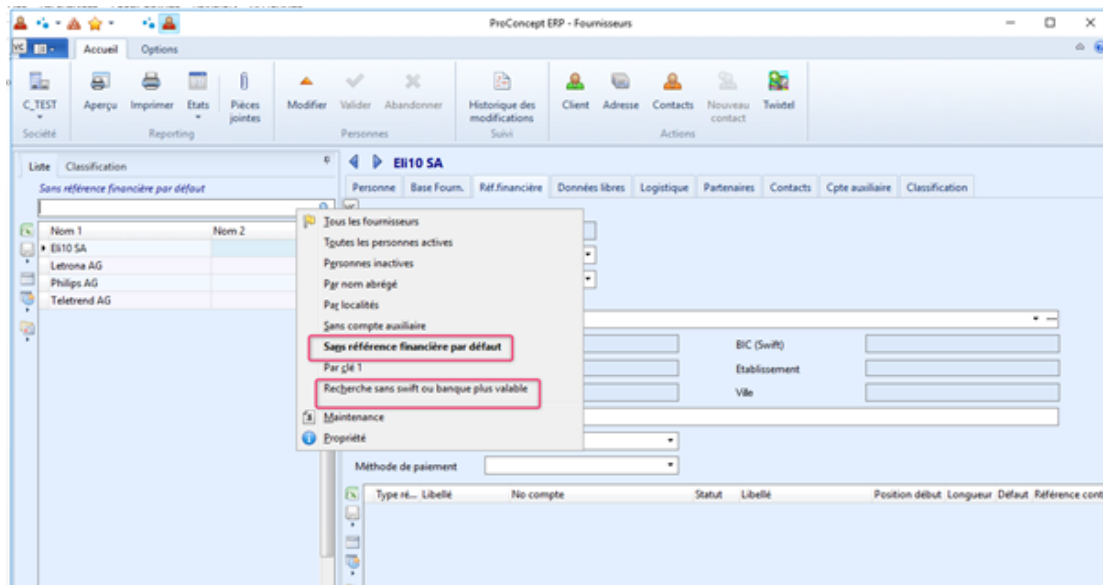 ProConcept ERP - Fournisseurs
Accueil Options
C_TEST Aperçu Imprimer Etats Pièces jointes Modifier Valider Abandonner Historique des modifications Client Adresse Contacts Nouveau contact Twixtel
Société Reporting Personnes Suivi Actions
Liste Classification
Eli10 SA
Sans référence financière par défaut
Personne Base Fourn. Réf.financière Données libres Logistique Partenaires Contacts Cpte auxiliaire Classification
Nom 1 Nom 2
Eli10 SA
Letrona AG
Philips AG
Teletrend AG
Tous les fournisseurs
Toutes les personnes actives
Personnes inactives
Par nom abrégé
Par localités
Sans compte auxiliaire
Sans référence financière par défaut
Par clé 1
Recherche sans swift ou banque plus valable
Maintenance
Propriété
BIC (Swift)
Etablissement
Ville
Méthode de paiement
Type ré... Libellé No compte Statut Libellé Position début Longueur Défaut Référence cont